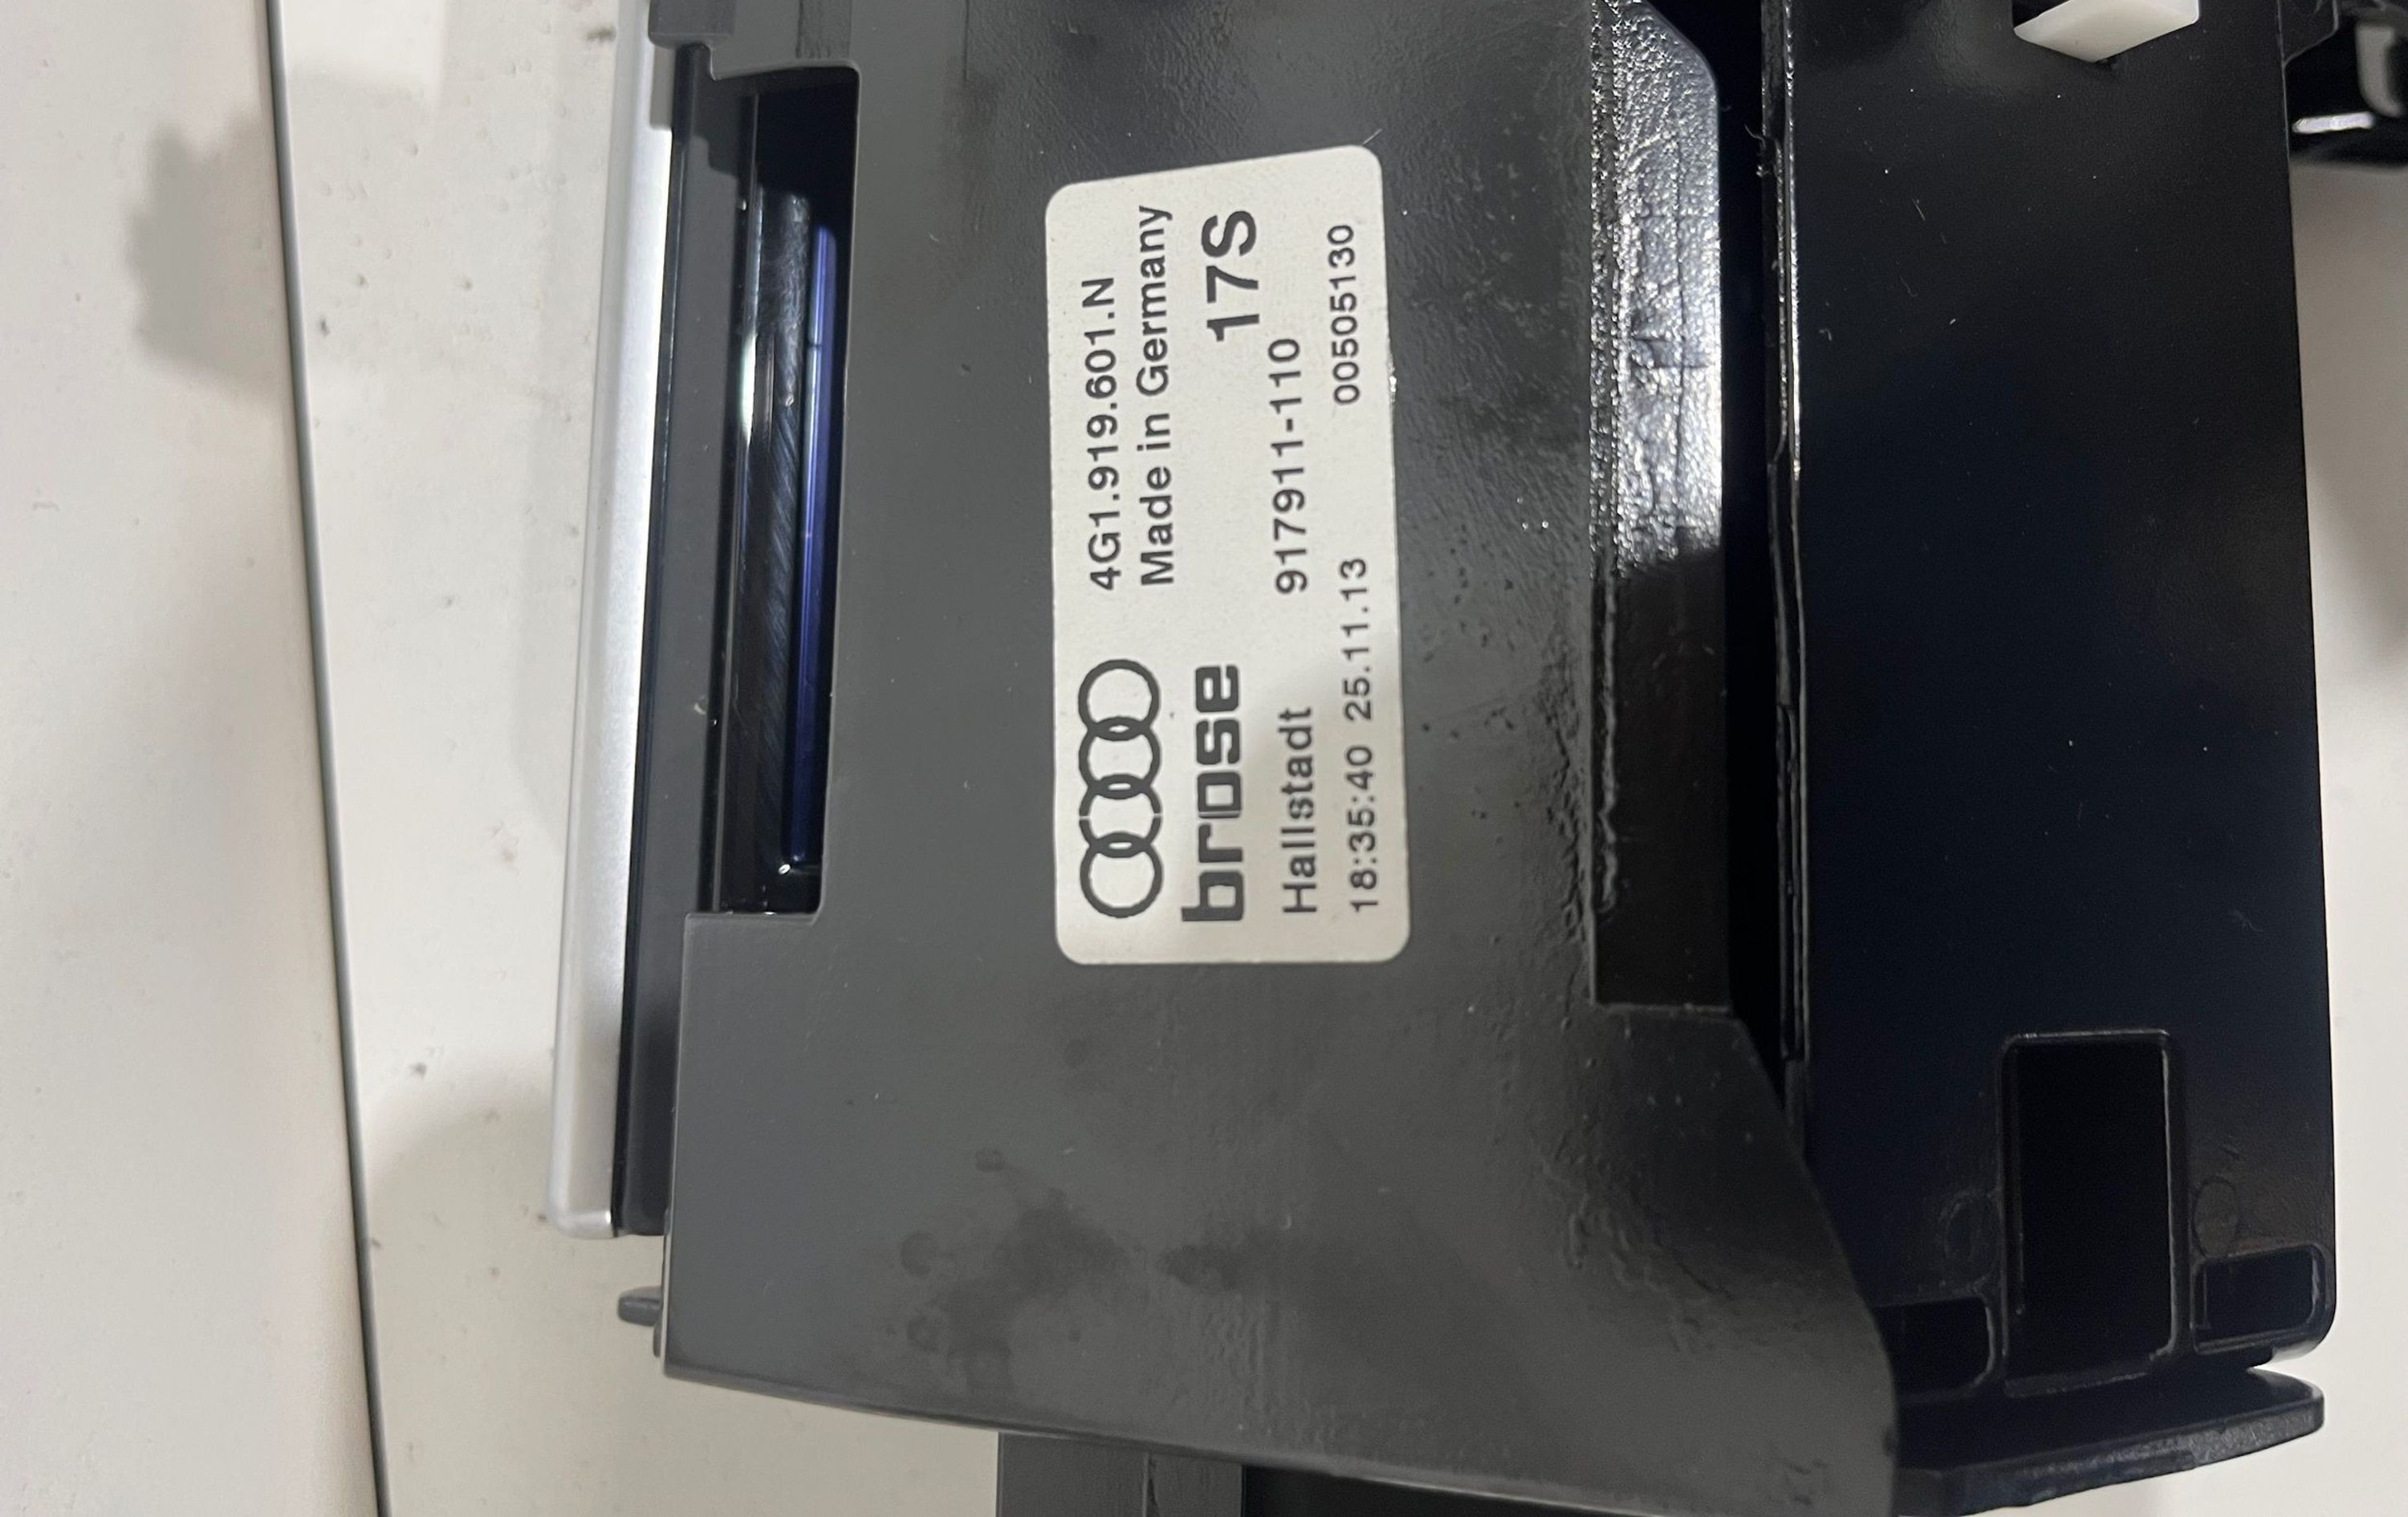 4G1.919.601.N
Made in Germany
brose 17S
Hallstadt 917911-110
18:35:40 25.11.13 00505130